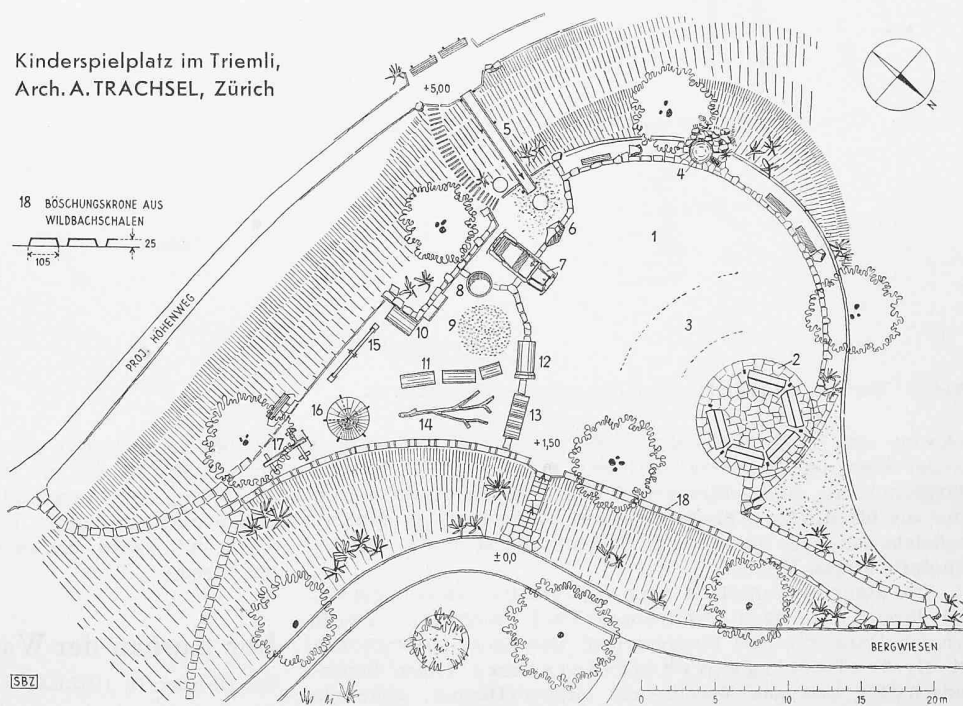 Kinderspielplatz im Triemli,
Arch. A. TRACHSEL, Zürich
18 BÖSCHUNGSKRONE AUS
WILDBACHSCHALEN
25
105
PROJ. HÖHENWEG
+5,00
5
4
6
1
7
8
9
3
10
15
2
12
11
16
14
13
17
+1,50
18
±0,0
BERGWIESEN
N
SBZ
0 5 10 15 20 m
der W